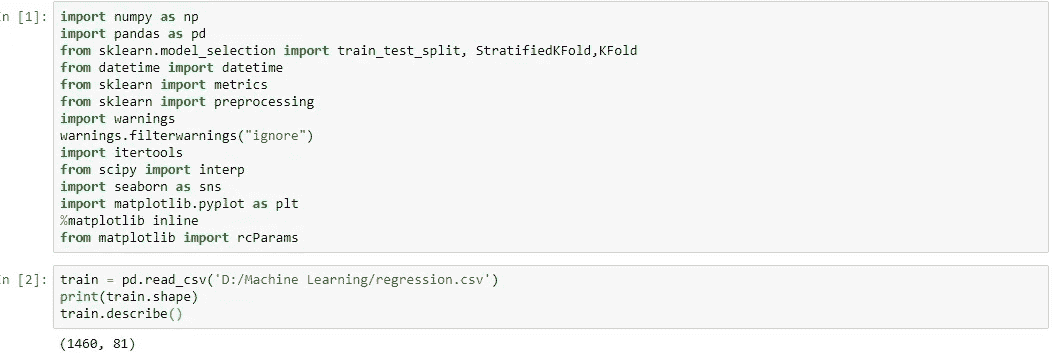 n [1]: import numpy as np
import pandas as pd
from sklearn.model_selection import train_test_split, StratifiedKFold,KFold
from datetime import datetime
from sklearn import metrics
from sklearn import preprocessing
import warnings
warnings.filterwarnings("ignore")
import itertools
from scipy import interp
import seaborn as sns
import matplotlib.pyplot as plt
%matplotlib inline
from matplotlib import rcParams
n [2]: train = pd.read_csv('D:/Machine Learning/regression.csv')
print(train.shape)
train.describe()
(1460, 81)